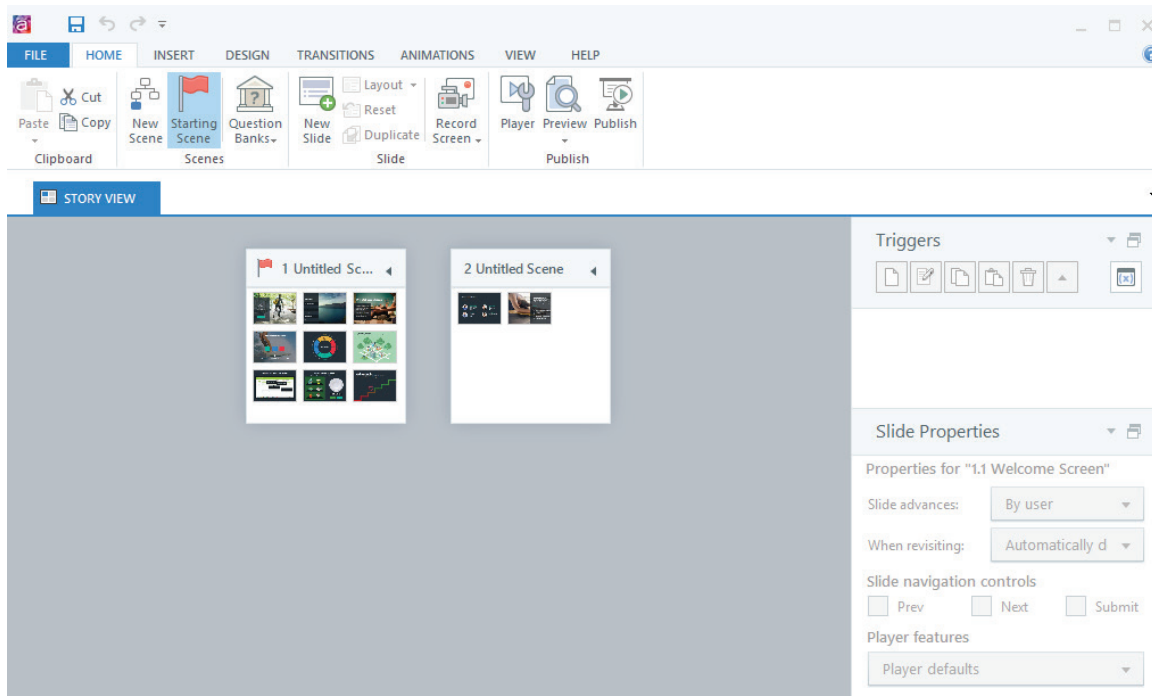 FILE HOME INSERT DESIGN TRANSITIONS ANIMATIONS VIEW HELP
Paste
Cut
Copy
Clipboard
New Scene
Starting Scene
Question Banks
Scenes
New Slide
Layout
Reset
Duplicate
Record Screen
Slide
Player
Preview
Publish
Publish
STORY VIEW
1 Untitled Sc...
2 Untitled Scene
Triggers
(x)
Slide Properties
Properties for "1.1 Welcome Screen"
Slide advances: By user
When revisiting: Automatically d
Slide navigation controls
Prev Next Submit
Player features
Player defaults